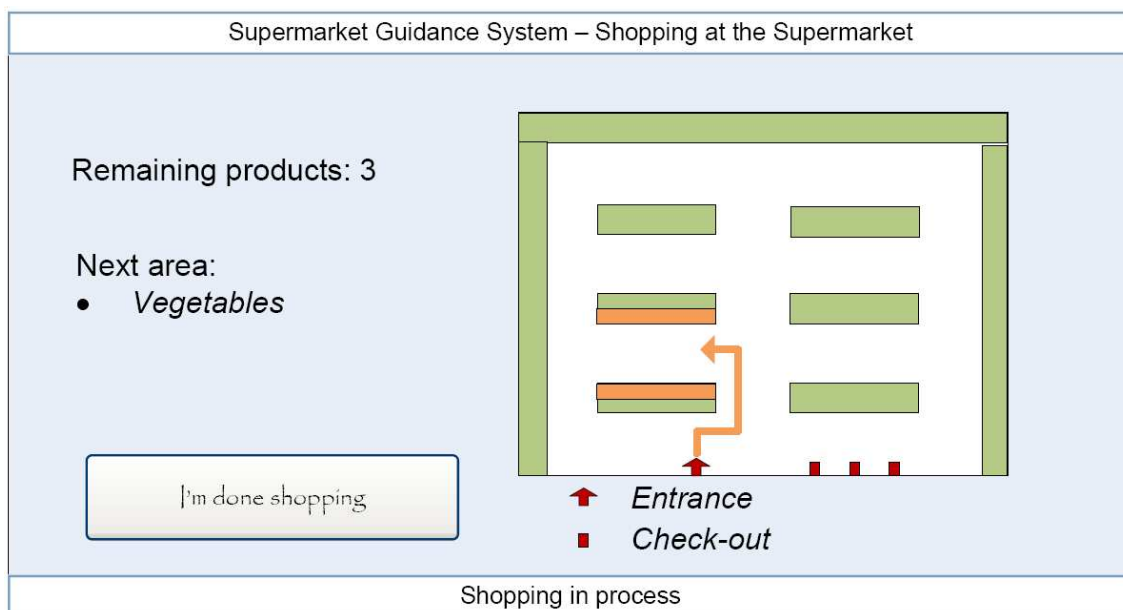 Supermarket Guidance System – Shopping at the Supermarket
Remaining products: 3
Next area:
• Vegetables
I'm done shopping
Entrance
Check-out
Shopping in process